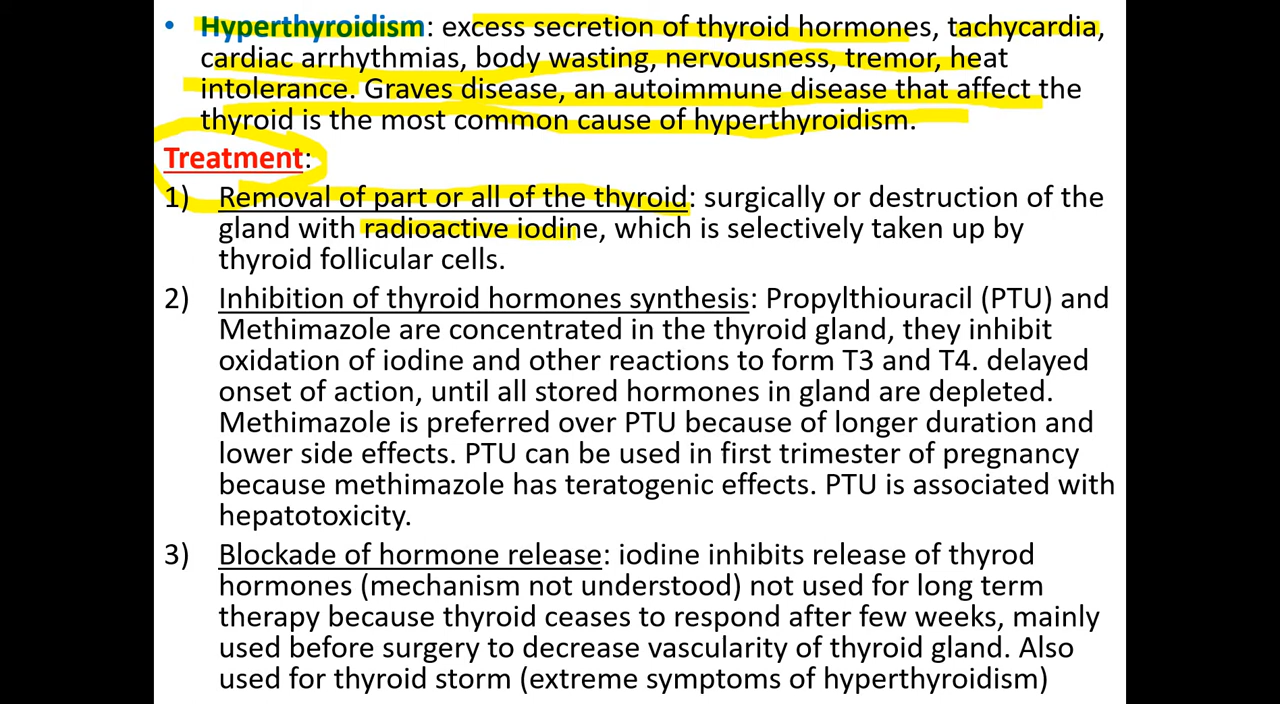 • Hyperthyroidism: excess secretion of thyroid hormones, tachycardia,
cardiac arrhythmias, body wasting, nervousness, tremor, heat
intolerance. Graves disease, an autoimmune disease that affect the
thyroid is the most common cause of hyperthyroidism.
Treatment:
1) Removal of part or all of the thyroid: surgically or destruction of the
gland with radioactive iodine, which is selectively taken up by
thyroid follicular cells.
2) Inhibition of thyroid hormones synthesis: Propylthiouracil (PTU) and
Methimazole are concentrated in the thyroid gland, they inhibit
oxidation of iodine and other reactions to form T3 and T4. delayed
onset of action, until all stored hormones in gland are depleted.
Methimazole is preferred over PTU because of longer duration and
lower side effects. PTU can be used in first trimester of pregnancy
because methimazole has teratogenic effects. PTU is associated with
hepatotoxicity.
3) Blockade of hormone release: iodine inhibits release of thyrod
hormones (mechanism not understood) not used for long term
therapy because thyroid ceases to respond after few weeks, mainly
used before surgery to decrease vascularity of thyroid gland. Also
used for thyroid storm (extreme symptoms of hyperthyroidism)